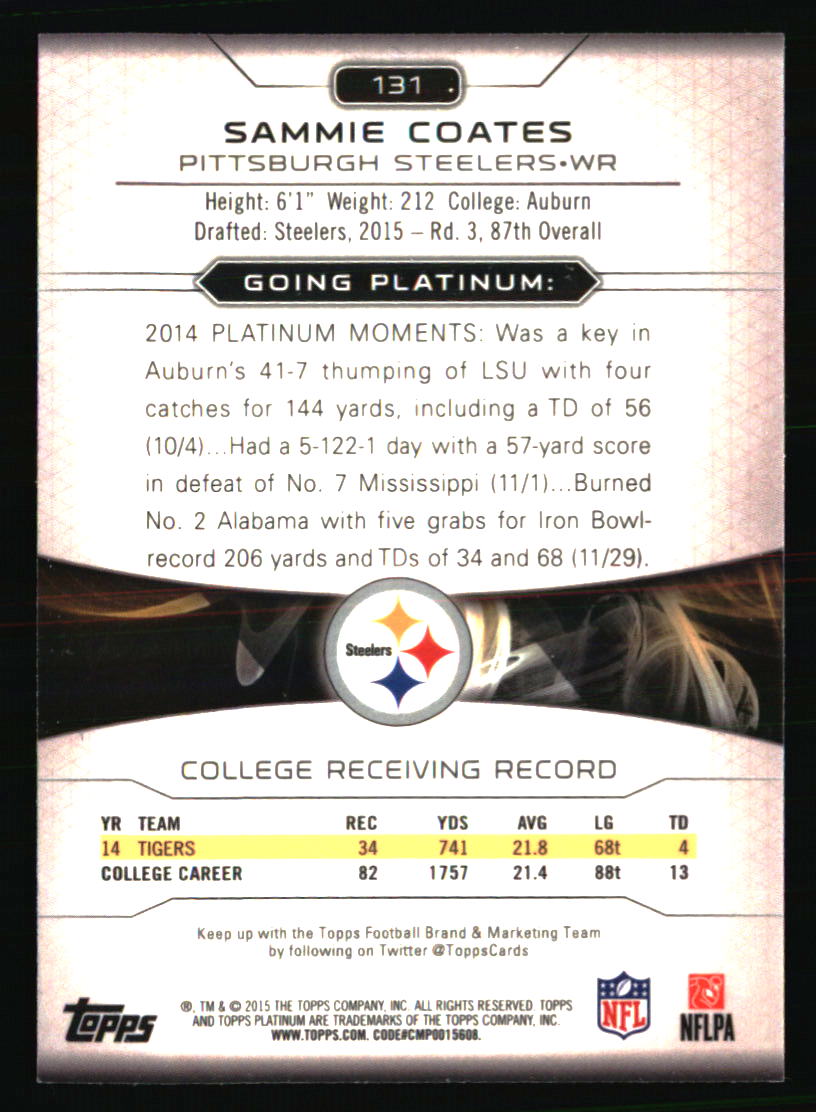 131
SAMMIE COATES
PITTSBURGH STEELERS•WR
Height: 6'1" Weight: 212 College: Auburn
Drafted: Steelers, 2015 – Rd. 3, 87th Overall
GOING PLATINUM:
2014 PLATINUM MOMENTS: Was a key in
Auburn's 41-7 thumping of LSU with four
catches for 144 yards, including a TD of 56
(10/4)...Had a 5-122-1 day with a 57-yard score
in defeat of No. 7 Mississippi (11/1)...Burned
No. 2 Alabama with five grabs for Iron Bowl-
record 206 yards and TDs of 34 and 68 (11/29).
Steelers
COLLEGE RECEIVING RECORD
YR TEAM REC YDS AVG LG TD
14 TIGERS 34 741 21.8 68t 4
COLLEGE CAREER 82 1757 21.4 88t 13
Keep up with the Topps Football Brand & Marketing Team
by following on Twitter @ToppsCards
Topps
®, TM & © 2015 THE TOPPS COMPANY, INC. ALL RIGHTS RESERVED. TOPPS
AND TOPPS PLATINUM ARE TRADEMARKS OF THE TOPPS COMPANY, INC.
WWW.TOPPS.COM. CODE#CMP0015608.
NFL
NFLPA